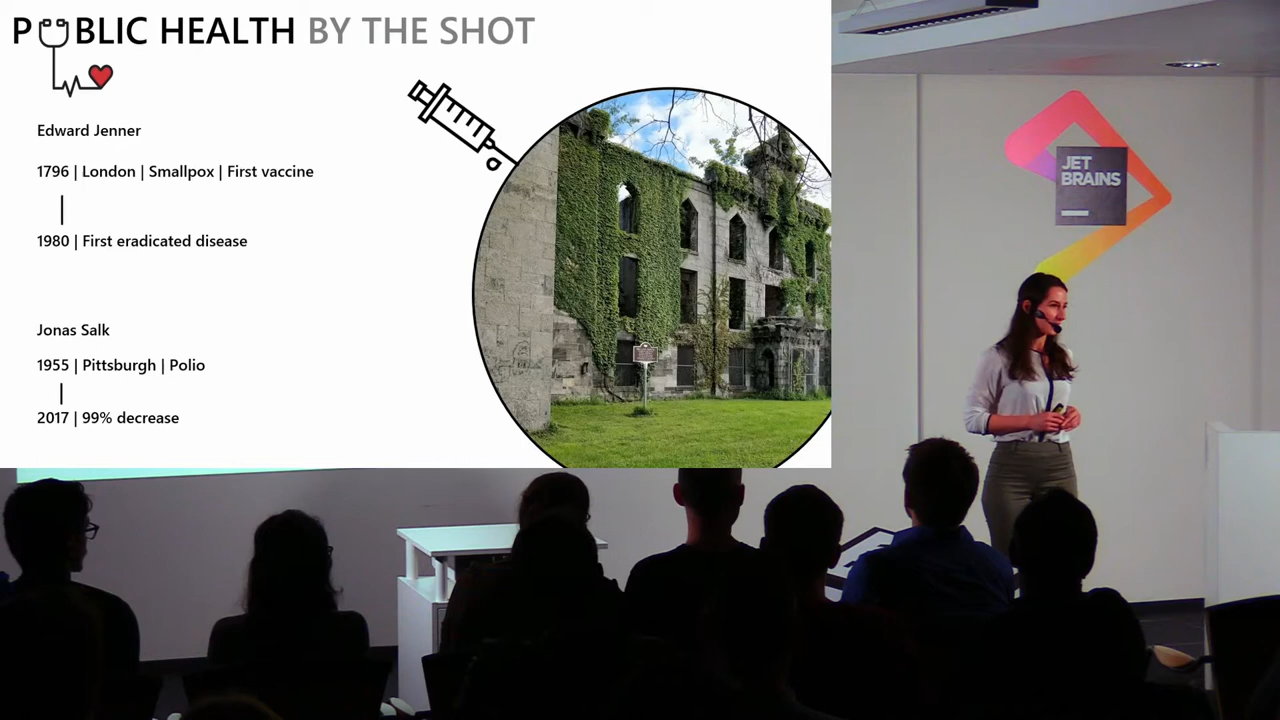 PUBLIC HEALTH BY THE SHOT
Edward Jenner
1796 | London | Smallpox | First vaccine
1980 | First eradicated disease
Jonas Salk
1955 | Pittsburgh | Polio
2017 | 99% decrease
JET
BRAINS